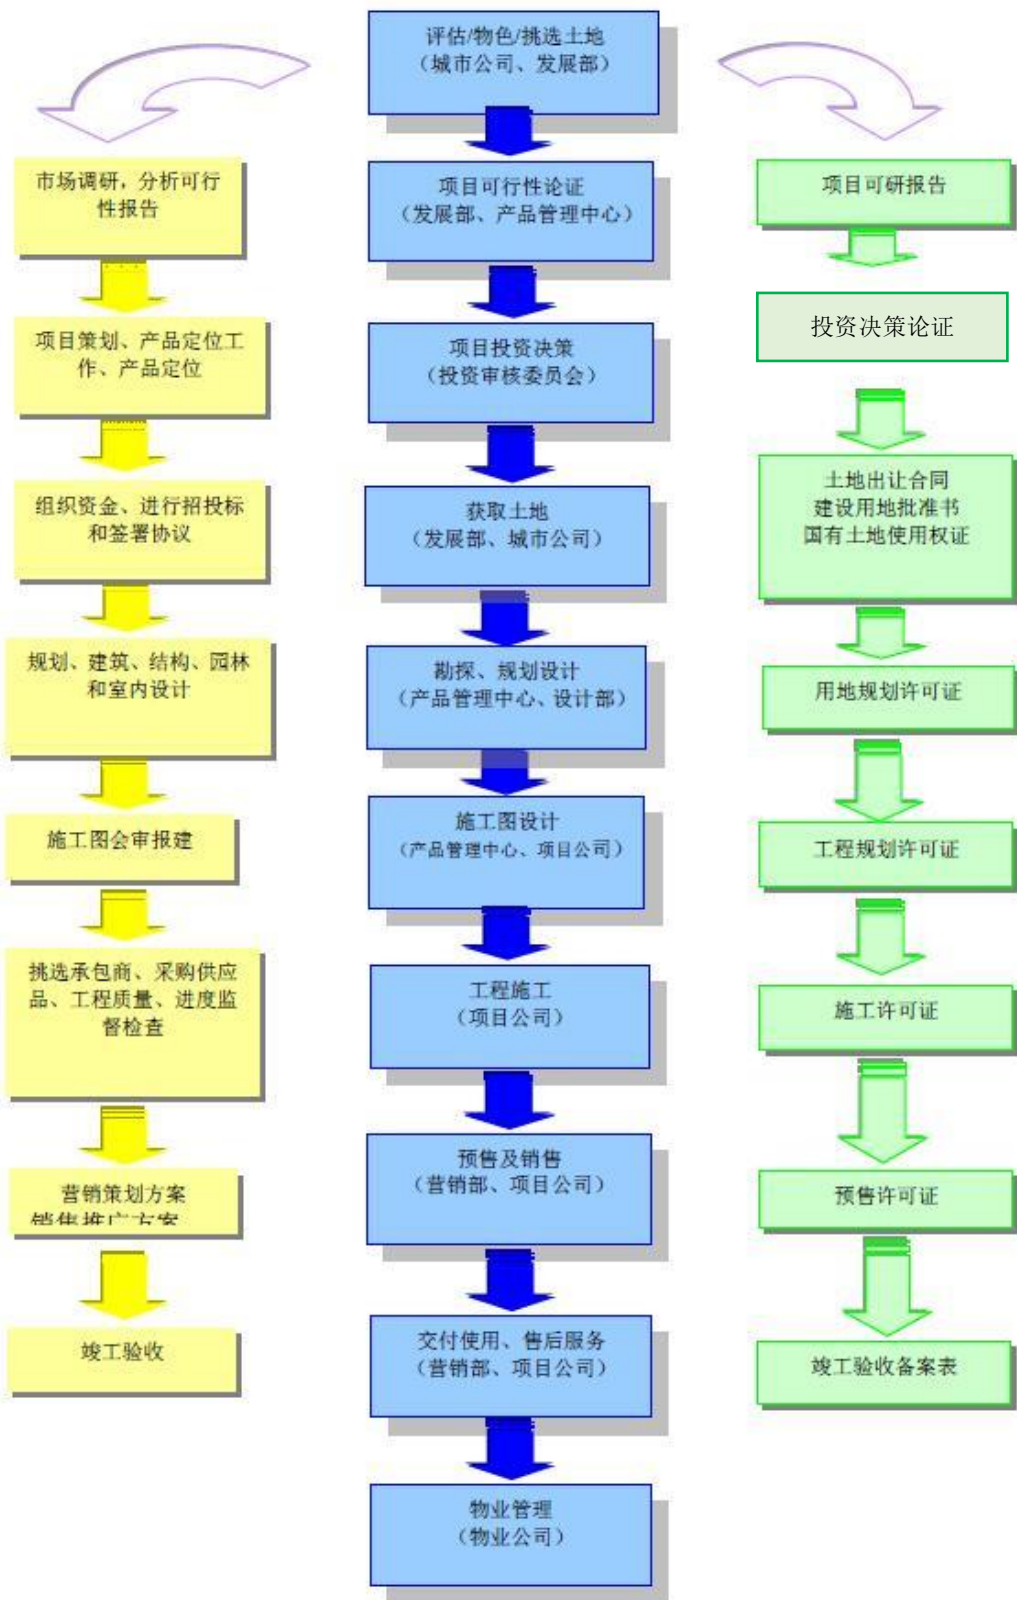 评估/物色/挑选土地
（城市公司、发展部）
市场调研，分析可行
性报告
项目可行性论证
（发展部、产品管理中心）
项目可研报告
项目策划、产品定位工
作、产品定位
项目投资决策
（投资审核委员会）
投资决策论证
组织资金、进行招投标
和签署协议
获取土地
（发展部、城市公司）
土地出让合同
建设用地批准书
国有土地使用权证
规划、建筑、结构、园林
和室内设计
勘探、规划设计
（产品管理中心、设计部）
用地规划许可证
施工图会审报建
施工图设计
（产品管理中心、项目公司）
工程规划许可证
挑选承包商、采购供应
品、工程质量、进度监
督检查
工程施工
（项目公司）
施工许可证
营销策划方案
销售推广方案
预售及销售
（营销部、项目公司）
预售许可证
竣工验收
交付使用、售后服务
（营销部、项目公司）
竣工验收备案表
物业管理
（物业公司）